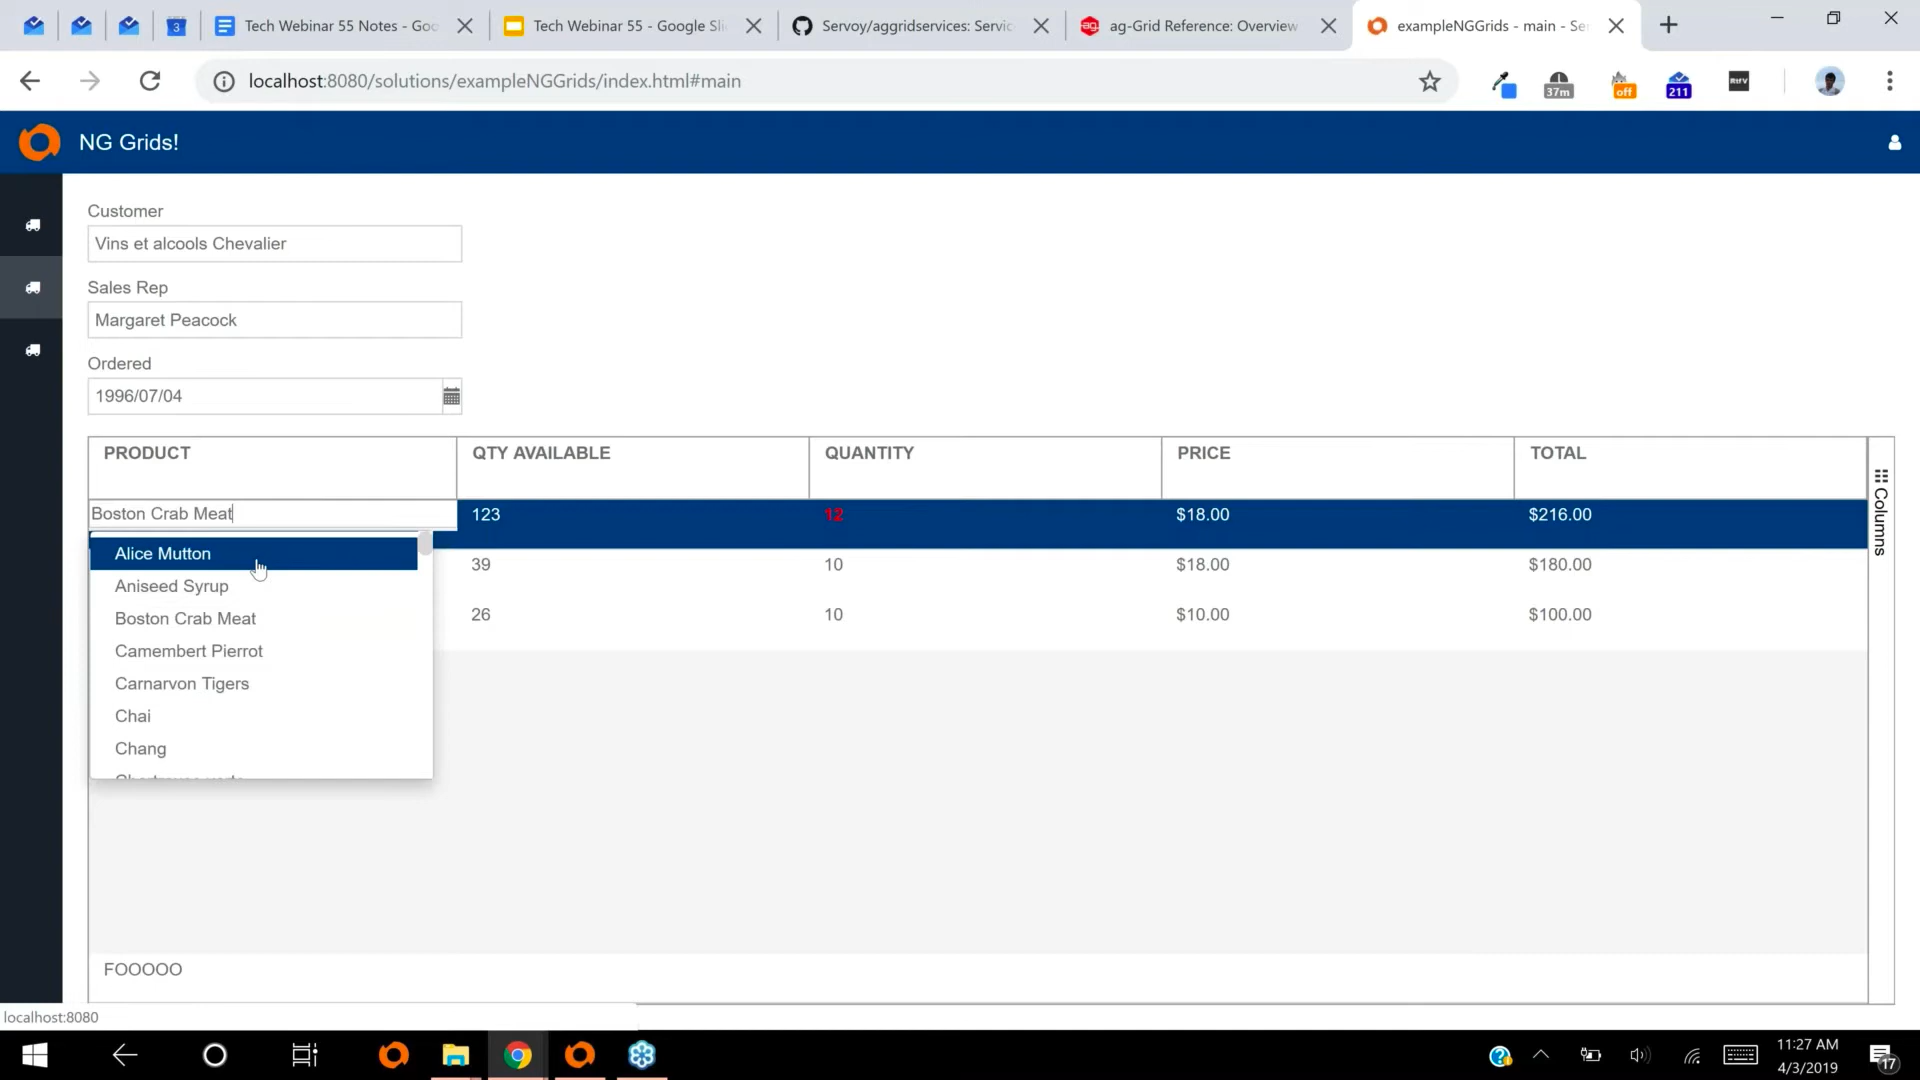 3
Tech Webinar 55 Notes - Goo
Tech Webinar 55 - Google Sli
Servoy/aggridservices: Servic
ag-Grid Reference: Overview
exampleNGGrids - main - Se
localhost:8080/solutions/exampleNGGrids/index.html#main
37m
off
211
NG Grids!
Customer
Vins et alcools Chevalier
Sales Rep
Margaret Peacock
Ordered
1996/07/04
PRODUCT QTY AVAILABLE QUANTITY PRICE TOTAL
Boston Crab Meat 123 12 $18.00 $216.00
39 10 $18.00 $180.00
26 10 $10.00 $100.00
Columns
Alice Mutton
Aniseed Syrup
Boston Crab Meat
Camembert Pierrot
Carnarvon Tigers
Chai
Chang
FOOOOO
localhost:8080
11:27 AM
4/3/2019
17